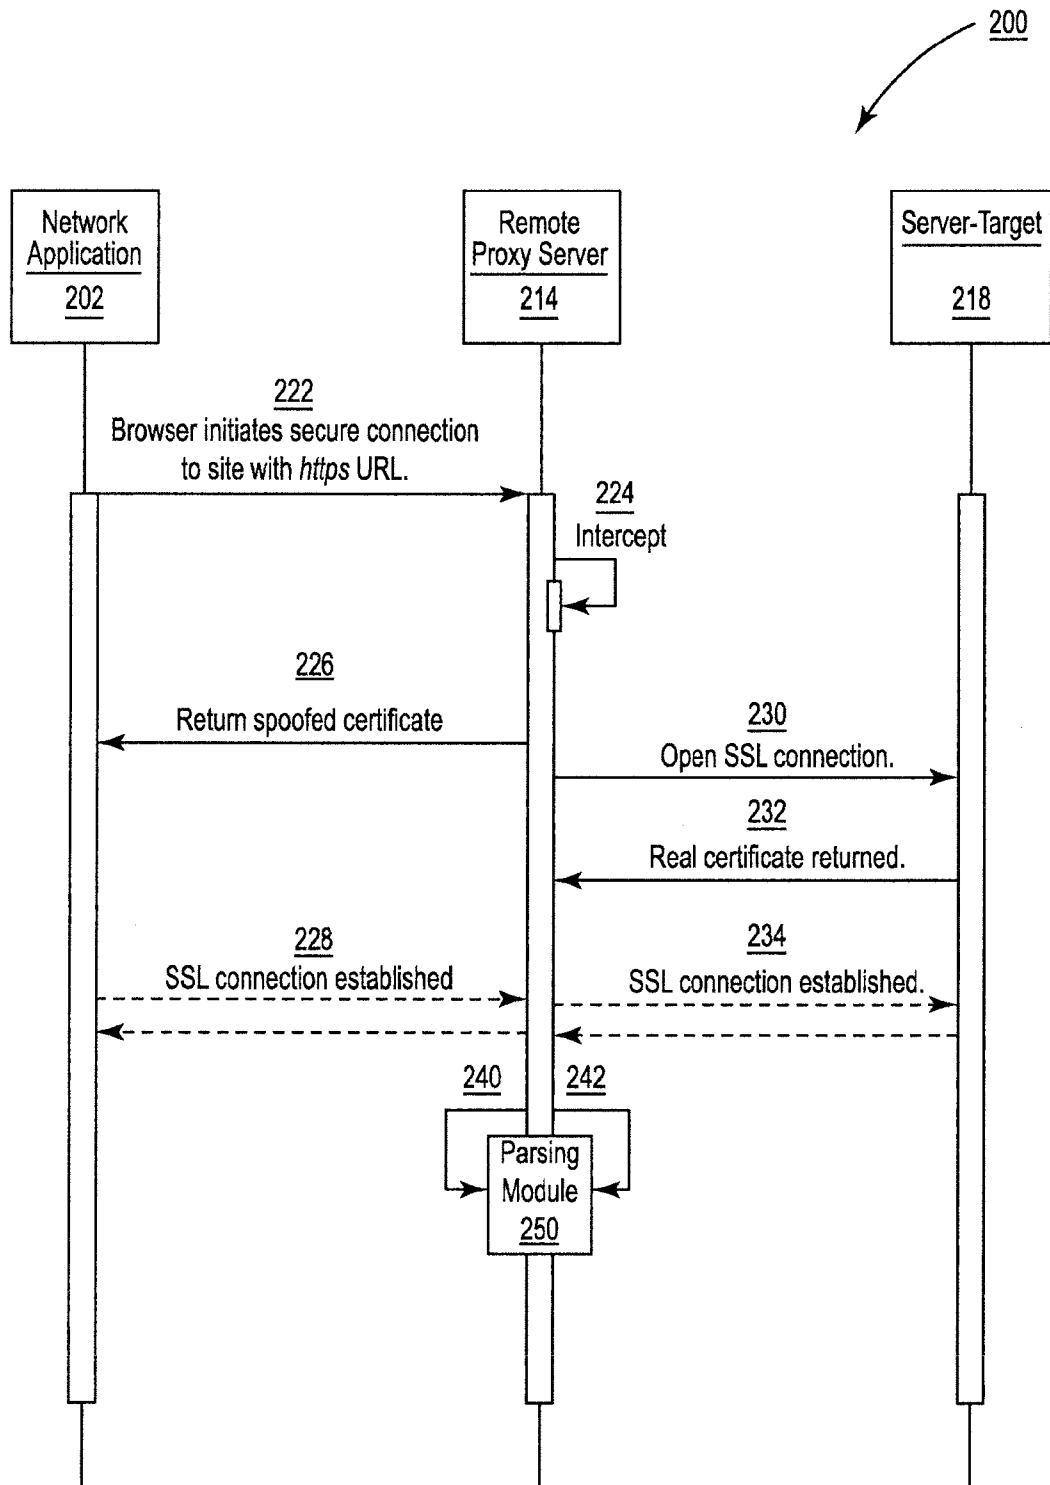 200
Network
Application
202
Remote
Proxy Server
214
Server-Target
218
222
Browser initiates secure connection
to site with https URL.
224
Intercept
226
Return spoofed certificate
230
Open SSL connection.
232
Real certificate returned.
228
SSL connection established
234
SSL connection established.
240
242
Parsing
Module
250